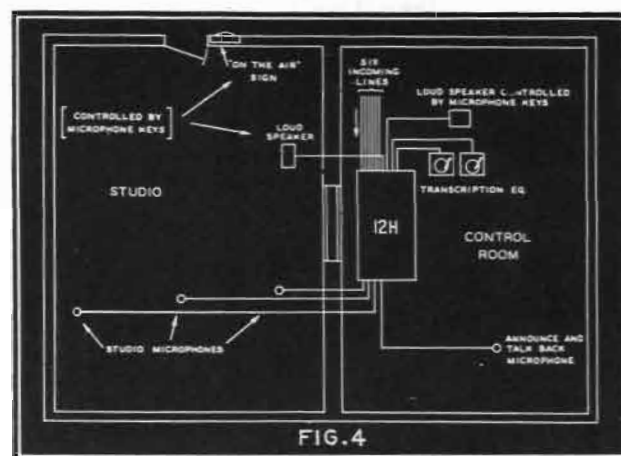 "ON THE AIR"
SIGN
SIX
INCOMING
LINES
LOUD SPEAKER CONTROLLED
BY MICROPHONE KEYS
[CONTROLLED BY
MICROPHONE KEYS]
LOUD
SPEAKER
STUDIO
TRANSCRIPTION EQ.
12H
CONTROL
ROOM
STUDIO MICROPHONES
ANNOUNCE AND
TALK BACK
MICROPHONE
FIG. 4